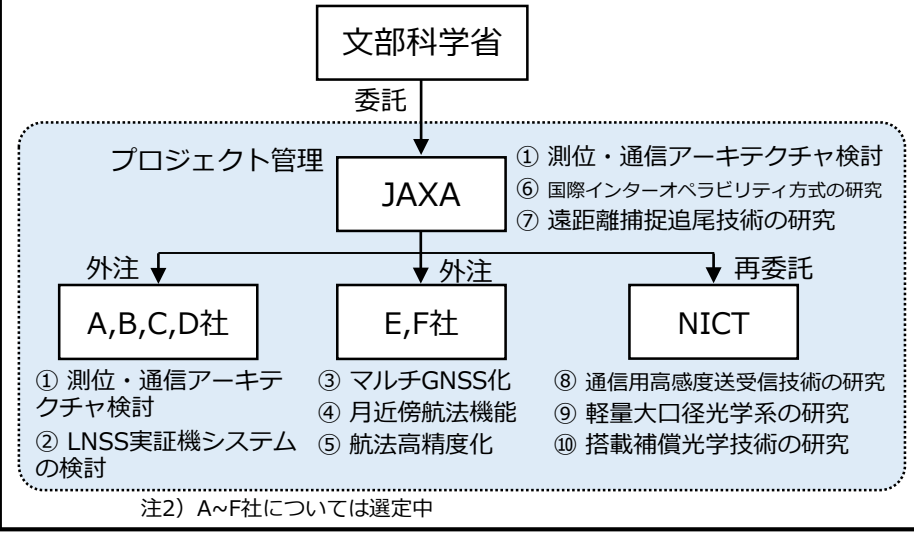 文部科学省
委託
プロジェクト管理
JAXA
① 測位・通信アーキテクチャ検討
⑥ 国際インターオペラビリティ方式の研究
⑦ 遠距離捕捉追尾技術の研究
外注
外注
再委託
A,B,C,D社
E,F社
NICT
① 測位・通信アーキテ
クチャ検討
② LNSS実証機システム
の検討
③ マルチGNSS化
④ 月近傍航法機能
⑤ 航法高精度化
⑧ 通信用高感度送受信技術の研究
⑨ 軽量大口径光学系の研究
⑩ 搭載補償光学技術の研究
注2）A~F社については選定中